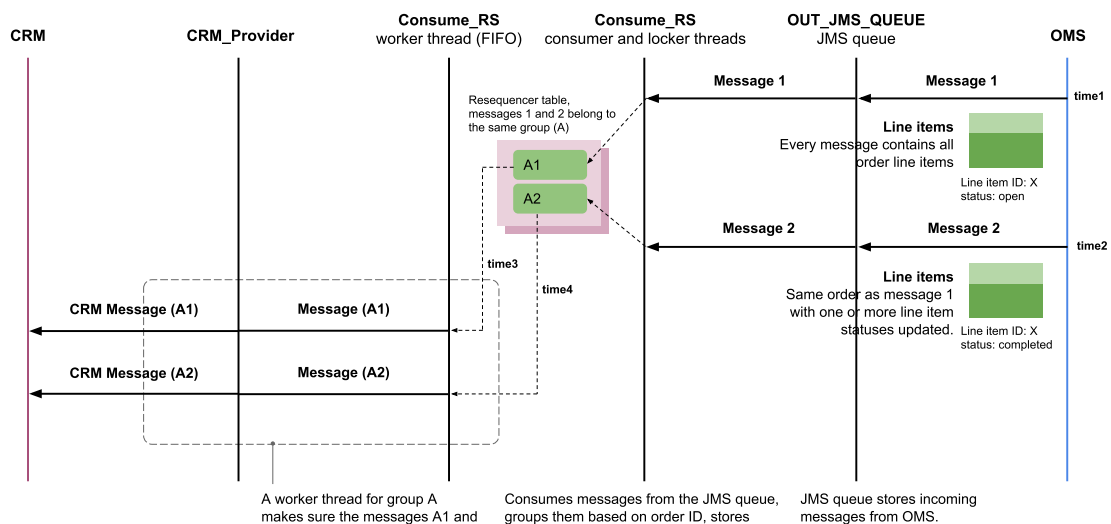 CRM
CRM_Provider
Consume_RS
worker thread (FIFO)
Consume_RS
consumer and locker threads
OUT_JMS_QUEUE
JMS queue
OMS
Message 1
Message 1
time1
Resequencer table,
messages 1 and 2 belong to
the same group (A)
A1
A2
Line items
Every message contains all
order line items
Line item ID: X
status: open
Message 2
Message 2
time2
time3
time4
Line items
Same order as message 1
with one or more line item
statuses updated.
Line item ID: X
status: completed
CRM Message (A1)
Message (A1)
CRM Message (A2)
Message (A2)
A worker thread for group A
makes sure the messages A1 and
Consumes messages from the JMS queue,
groups them based on order ID, stores
JMS queue stores incoming
messages from OMS.